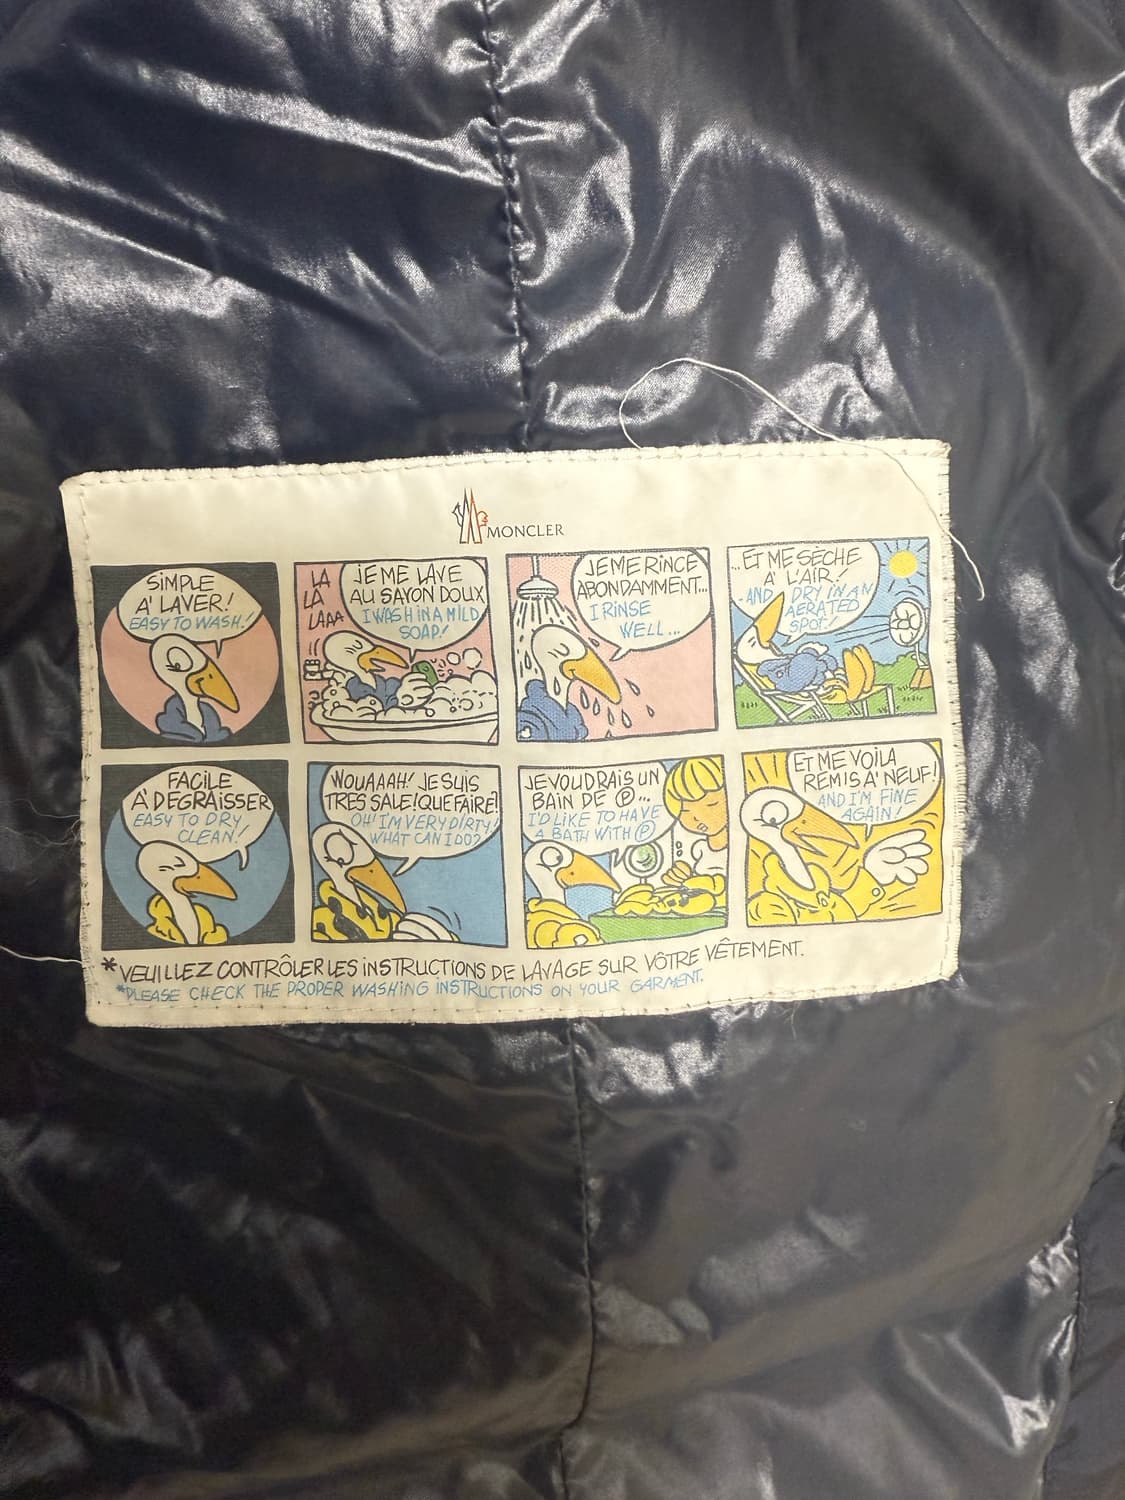 MONCLER
SIMPLE
A' LAVER!
EASY TO WASH!
LA
LA
LAAA
JE ME LAVE
AU SAYON DOUX
I WASH IN A MILD
SOAP!
JE ME RINCE
ABONDAMMENT...
I RINSE
WELL...
...ET ME SÈCHE
A' L'AIR!
-AND I DRY IN AN
AERATED
SPOT!
FACILE
A' DEGRAISSER
EASY TO DRY
CLEAN!
WOUAAAH! JE SUIS
TRES SALE! QUE FAIRE?
OH! I'M VERY DIRTY!
WHAT CAN I DO?
JE VOUDRAIS UN
BAIN DE Ⓟ...
I'D LIKE TO HAVE
A BATH WITH Ⓟ
ET ME VOILA
REMIS A' NEUF!
AND I'M FINE
AGAIN!
*VEUILLEZ CONTRÔLER LES INSTRUCTIONS DE LAVAGE SUR VÔTRE VÊTEMENT.
*PLEASE CHECK THE PROPER WASHING INSTRUCTIONS ON YOUR GARMENT.